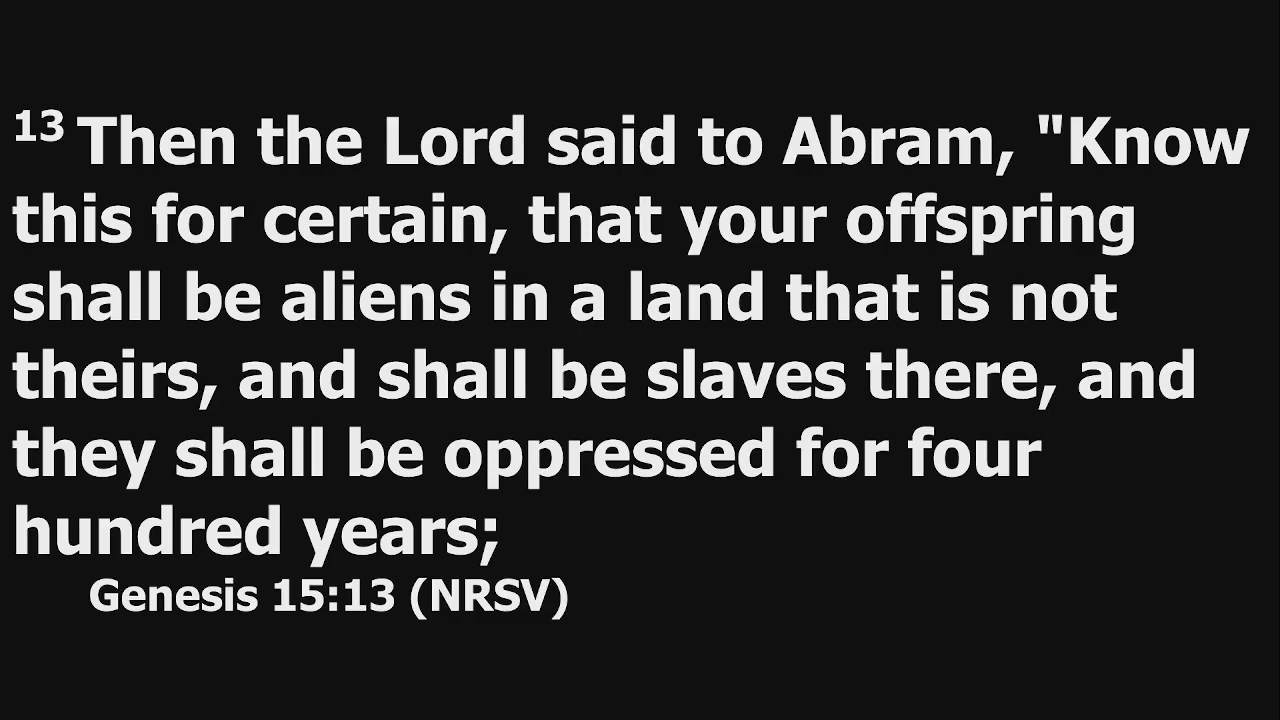 13 Then the Lord said to Abram, "Know
this for certain, that your offspring
shall be aliens in a land that is not
theirs, and shall be slaves there, and
they shall be oppressed for four
hundred years;
Genesis 15:13 (NRSV)